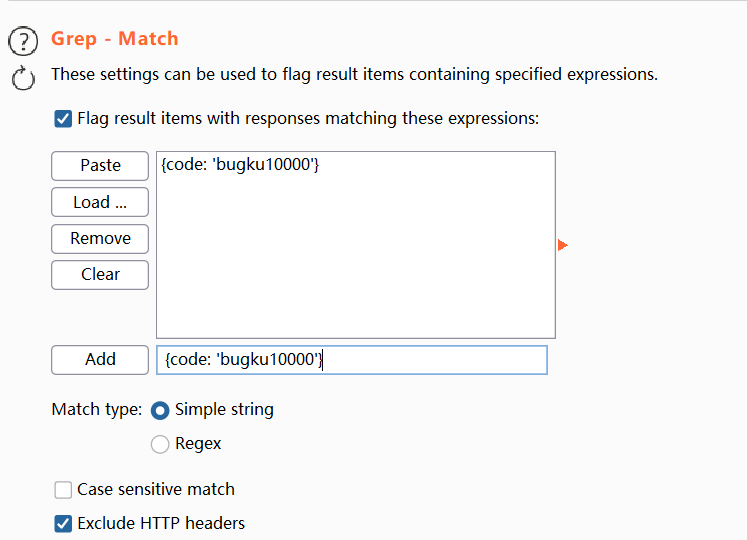 Grep - Match
These settings can be used to flag result items containing specified expressions.
Flag result items with responses matching these expressions:
Paste
{code: 'bugku10000'}
Load ...
Remove
Clear
Add
{code: 'bugku10000'}
Match type:
Simple string
Regex
Case sensitive match
Exclude HTTP headers